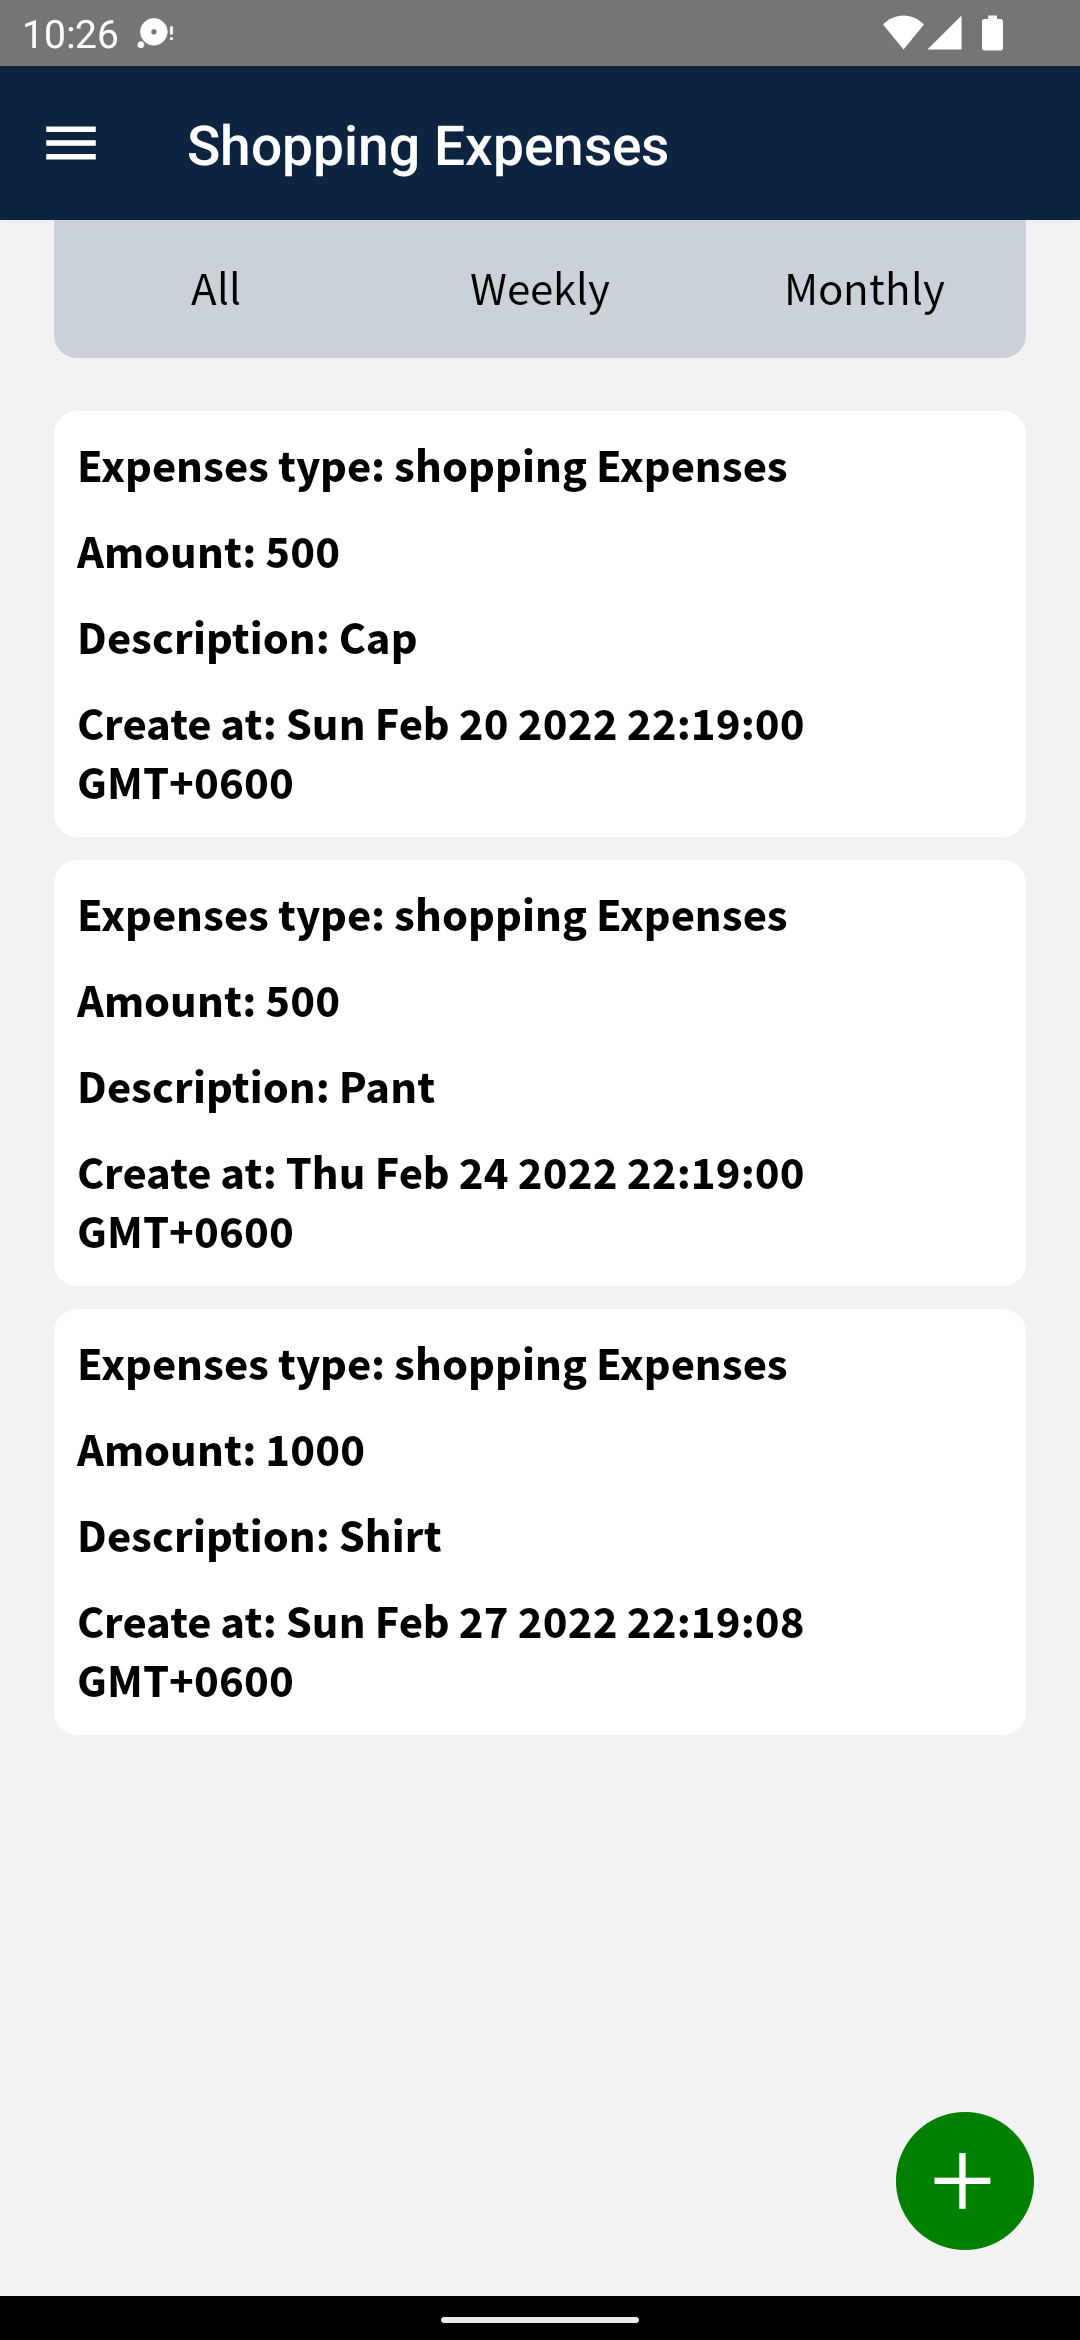 10:26
Shopping Expenses
All Weekly Monthly
Expenses type: shopping Expenses
Amount: 500
Description: Cap
Create at: Sun Feb 20 2022 22:19:00
GMT+0600
Expenses type: shopping Expenses
Amount: 500
Description: Pant
Create at: Thu Feb 24 2022 22:19:00
GMT+0600
Expenses type: shopping Expenses
Amount: 1000
Description: Shirt
Create at: Sun Feb 27 2022 22:19:08
GMT+0600